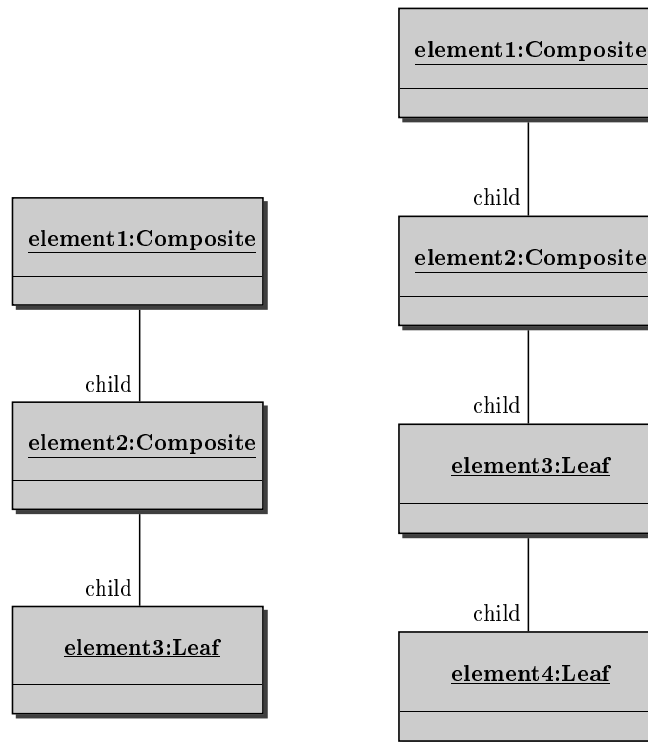 element1:Composite
child
element2:Composite
child
element3:Leaf
element1:Composite
child
element2:Composite
child
element3:Leaf
child
element4:Leaf